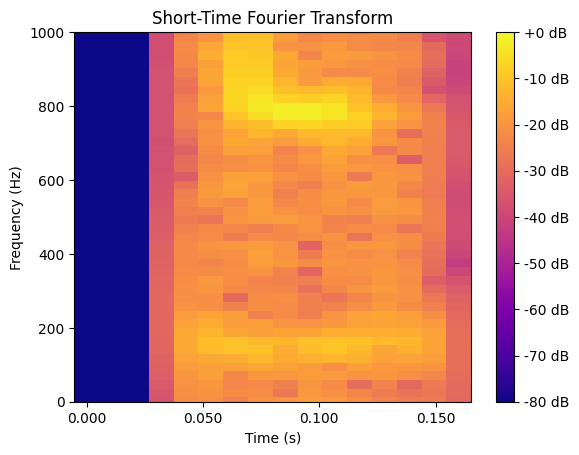 Short-Time Fourier Transform
1000
800
600
400
200
0
Frequency (Hz)
0.000
0.050
0.100
0.150
Time (s)
+0 dB
-10 dB
-20 dB
-30 dB
-40 dB
-50 dB
-60 dB
-70 dB
-80 dB